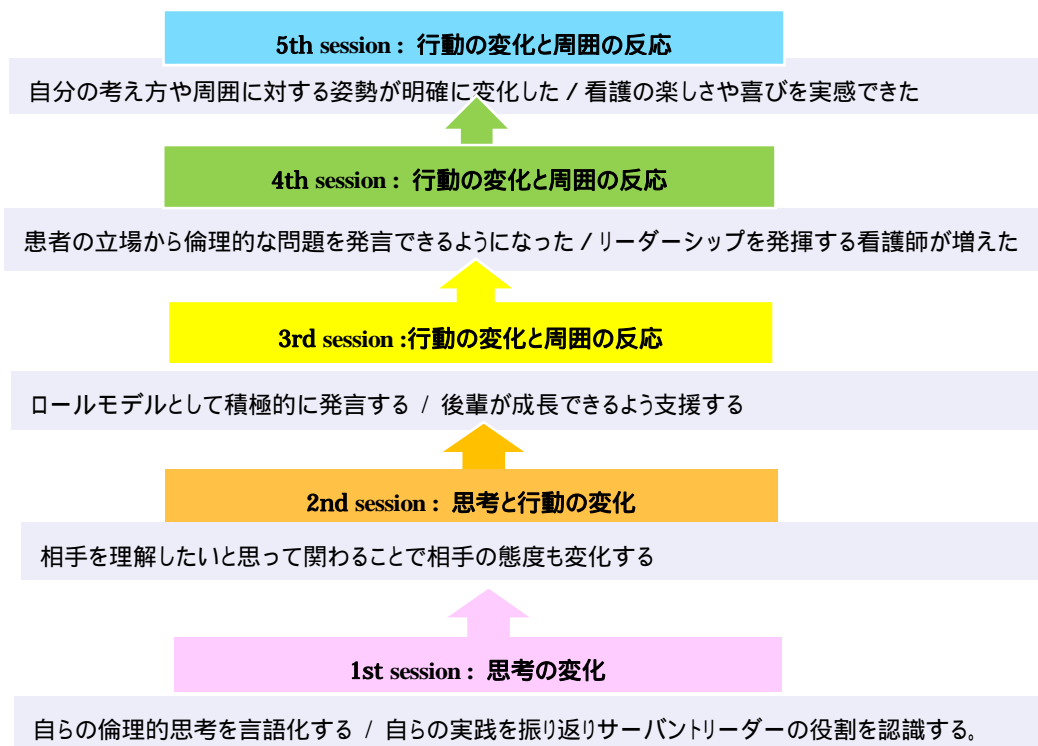 5th session : 行動の変化と周囲の反応
自分の考え方や周囲に対する姿勢が明確に変化した / 看護の楽しさや喜びを実感できた
4th session : 行動の変化と周囲の反応
患者の立場から倫理的な問題を発言できるようになった / リーダーシップを発揮する看護師が増えた
3rd session :行動の変化と周囲の反応
ロールモデルとして積極的に発言する / 後輩が成長できるよう支援する
2nd session : 思考と行動の変化
相手を理解したいと思って関わることで相手の態度も変化する
1st session : 思考の変化
自らの倫理的思考を言語化する / 自らの実践を振り返りサーバントリーダーの役割を認識する。